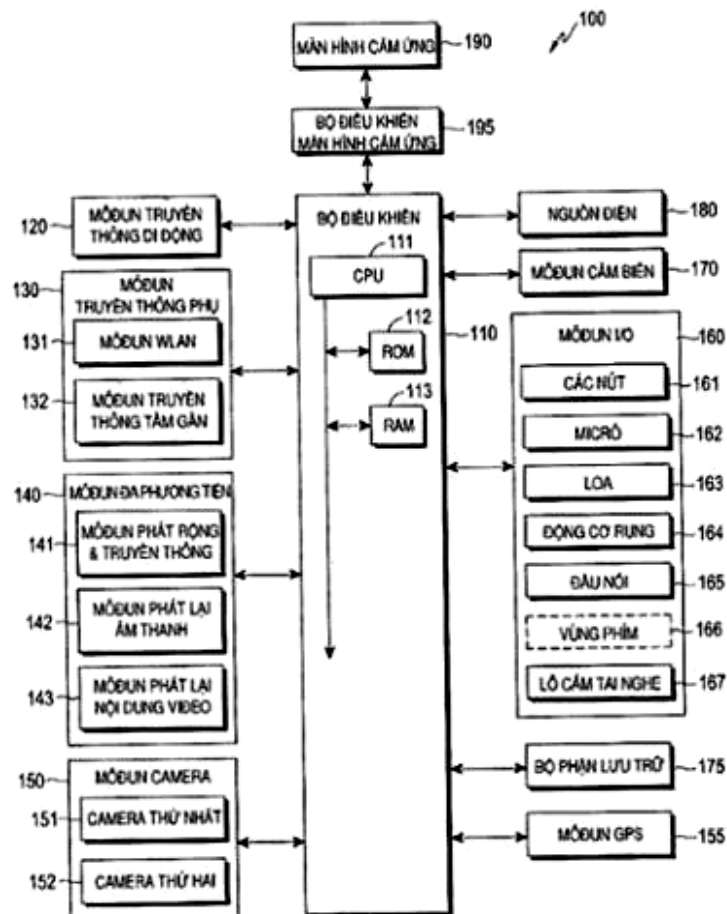 100
MÀN HÌNH CẢM ỨNG
190
BỘ ĐIỀU KHIỂN
MÀN HÌNH CẢM ỨNG
195
120
MÔĐUN TRUYỀN
THÔNG DI ĐỘNG
BỘ ĐIỀU KHIỂN
111
CPU
112
ROM
113
RAM
110
NGUỒN ĐIỆN
180
MÔĐUN CẢM BIẾN
170
130
MÔĐUN
TRUYỀN THÔNG PHỤ
131
MÔĐUN WLAN
132
MÔĐUN TRUYỀN
THÔNG TẦM GẦN
160
MÔĐUN I/O
CÁC NÚT
161
MICRÔ
162
LOA
163
ĐỘNG CƠ RUNG
164
ĐẦU NỐI
165
VÙNG PHÍM
166
LỖ CẮM TAI NGHE
167
140
MÔĐUN ĐA PHƯƠNG TIỆN
141
MÔĐUN PHÁT RỘNG
& TRUYỀN THÔNG
142
MÔĐUN PHÁT LẠI
ÂM THANH
143
MÔĐUN PHÁT LẠI
NỘI DUNG VIDEO
150
MÔĐUN CAMERA
151
CAMERA THỨ NHẤT
152
CAMERA THỨ HAI
BỘ PHẬN LƯU TRỮ
175
MÔĐUN GPS
155